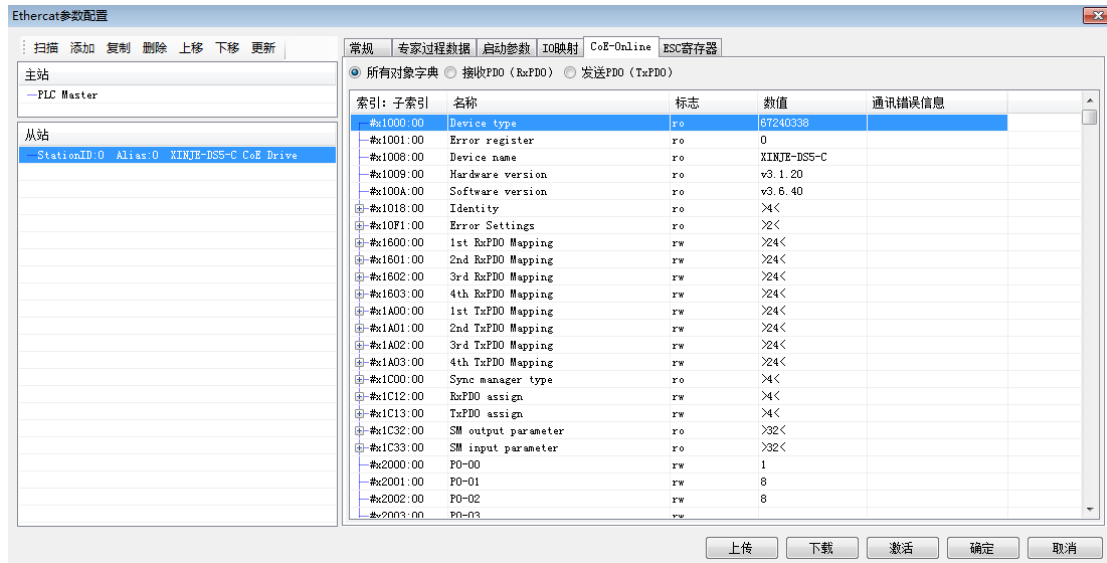 Ethercat参数配置
扫描 添加 复制 删除 上移 下移 更新
主站
PLC Master
从站
StationID:0 Alias:0 XINJE-DS5-C CoE Drive
常规 专家过程数据 启动参数 IO映射 CoE-Online ESC寄存器
所有对象字典 接收PDO（RxPDO） 发送PDO（TxPDO）
索引：子索引 名称 标志 数值 通讯错误信息
#x1000:00 Device type ro 67240338
#x1001:00 Error register ro 0
#x1008:00 Device name ro XINJE-DS5-C
#x1009:00 Hardware version ro v3.1.20
#x100A:00 Software version ro v3.6.40
#x1018:00 Identity ro >4<
#x10F1:00 Error Settings ro >2<
#x1600:00 1st RxPDO Mapping rw >24<
#x1601:00 2nd RxPDO Mapping rw >24<
#x1602:00 3rd RxPDO Mapping rw >24<
#x1603:00 4th RxPDO Mapping rw >24<
#x1A00:00 1st TxPDO Mapping rw >24<
#x1A01:00 2nd TxPDO Mapping rw >24<
#x1A02:00 3rd TxPDO Mapping rw >24<
#x1A03:00 4th TxPDO Mapping rw >24<
#x1C00:00 Sync manager type ro >4<
#x1C12:00 RxPDO assign rw >4<
#x1C13:00 TxPDO assign rw >4<
#x1C32:00 SM output parameter ro >32<
#x1C33:00 SM input parameter ro >32<
#x2000:00 P0-00 rw 1
#x2001:00 P0-01 rw 8
#x2002:00 P0-02 rw 8
#x2003:00 P0-03 rw
上传 下载 激活 确定 取消